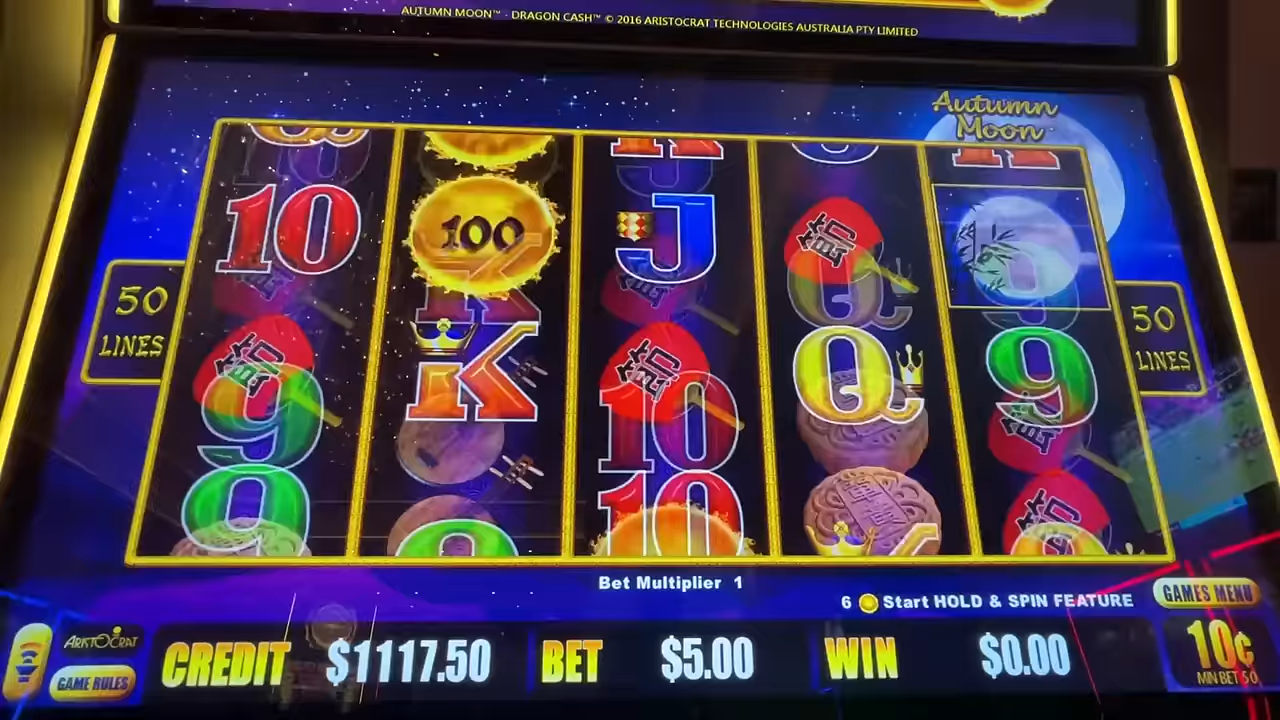 AUTUMN MOON™ - DRAGON CASH™ © 2016 ARISTOCRAT TECHNOLOGIES AUSTRALIA PTY LIMITED
Autumn
Moon
10
100
J
Q
9
K
9
10
Q
9
9
10
50
LINES
50
LINES
Bet Multiplier 1
6 Start HOLD & SPIN FEATURE
GAMES MENU
ARISTOCRAT
GAME RULES
CREDIT $1117.50 BET $5.00 WIN $0.00
10¢
MIN BET 50